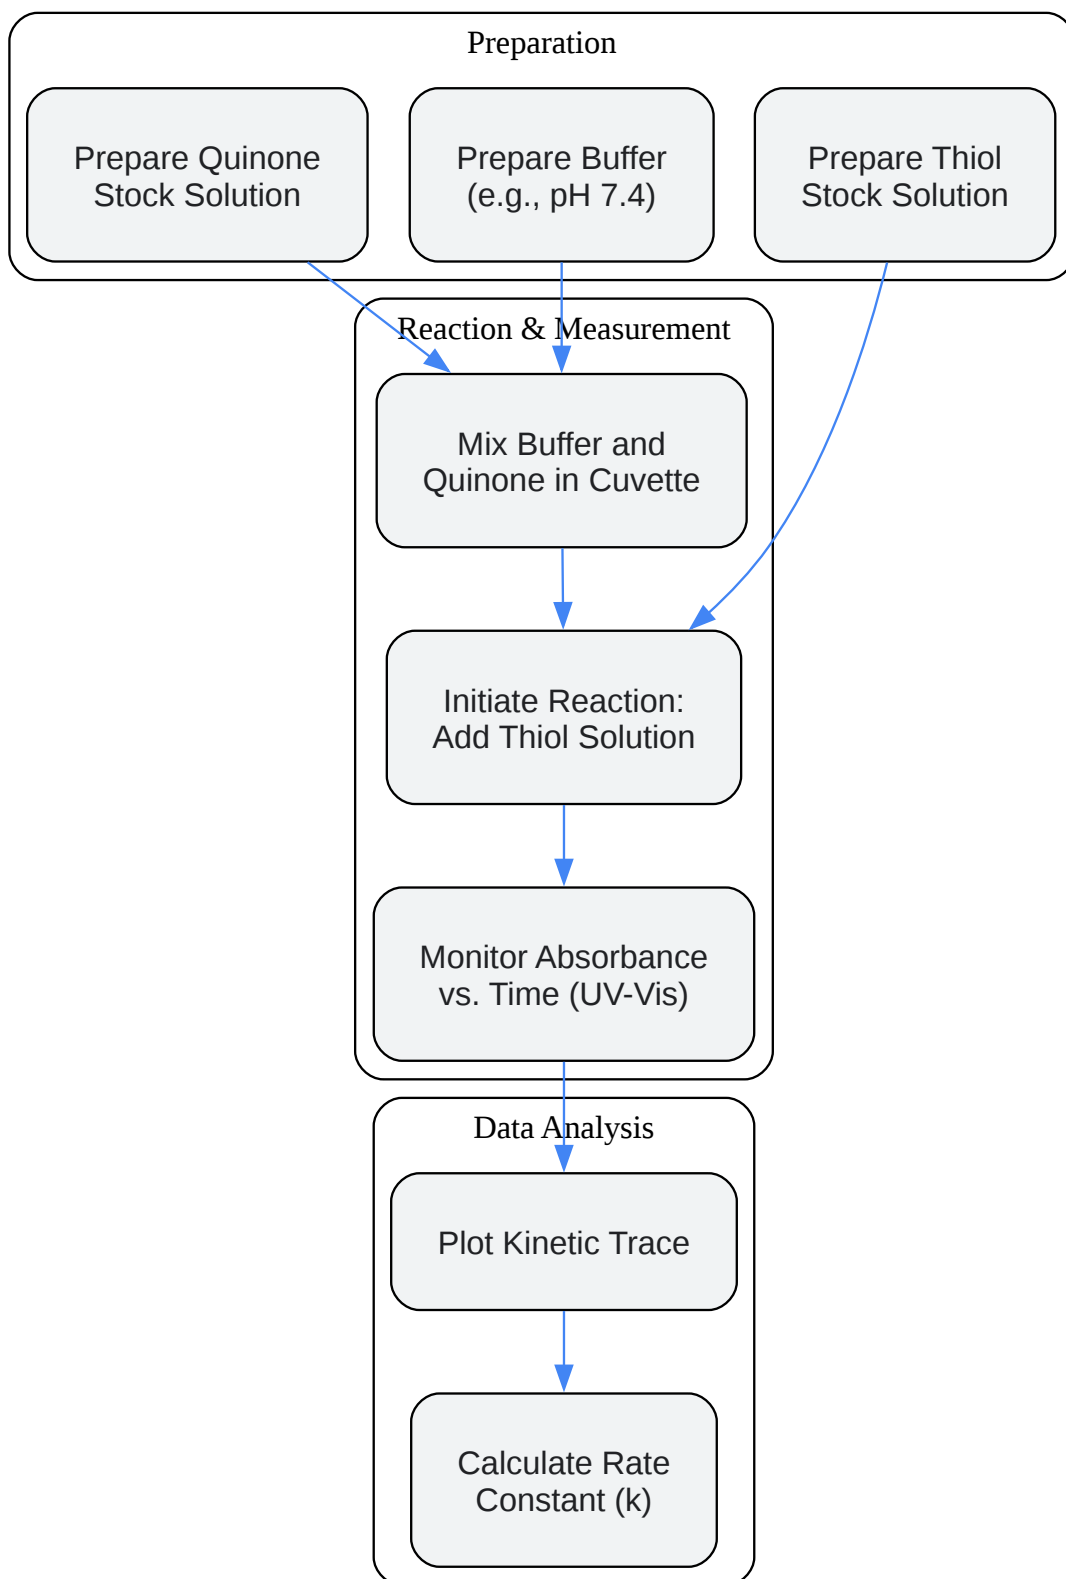 Preparation
Prepare Quinone
Stock Solution
Prepare Buffer
(e.g., pH 7.4)
Prepare Thiol
Stock Solution
Reaction & Measurement
Mix Buffer and
Quinone in Cuvette
Initiate Reaction:
Add Thiol Solution
Monitor Absorbance
vs. Time (UV-Vis)
Data Analysis
Plot Kinetic Trace
Calculate Rate
Constant (k)